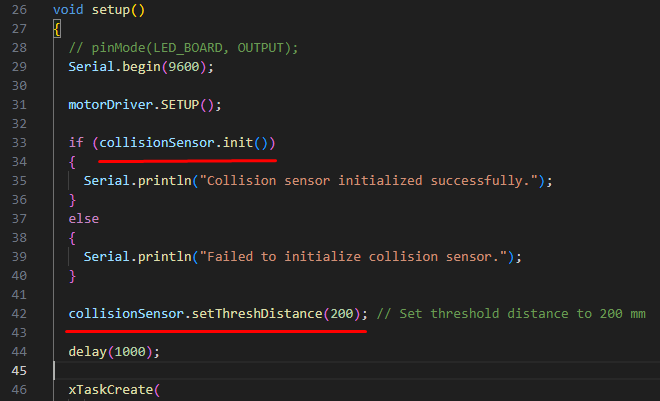 26 void setup()
27 {
28 // pinMode(LED_BOARD, OUTPUT);
29 Serial.begin(9600);
30
31 motorDriver.SETUP();
32
33 if (collisionSensor.init())
34 {
35 Serial.println("Collision sensor initialized successfully.");
36 }
37 else
38 {
39 Serial.println("Failed to initialize collision sensor.");
40 }
41
42 collisionSensor.setThreshDistance(200); // Set threshold distance to 200 mm
43
44 delay(1000);
45
46 xTaskCreate(